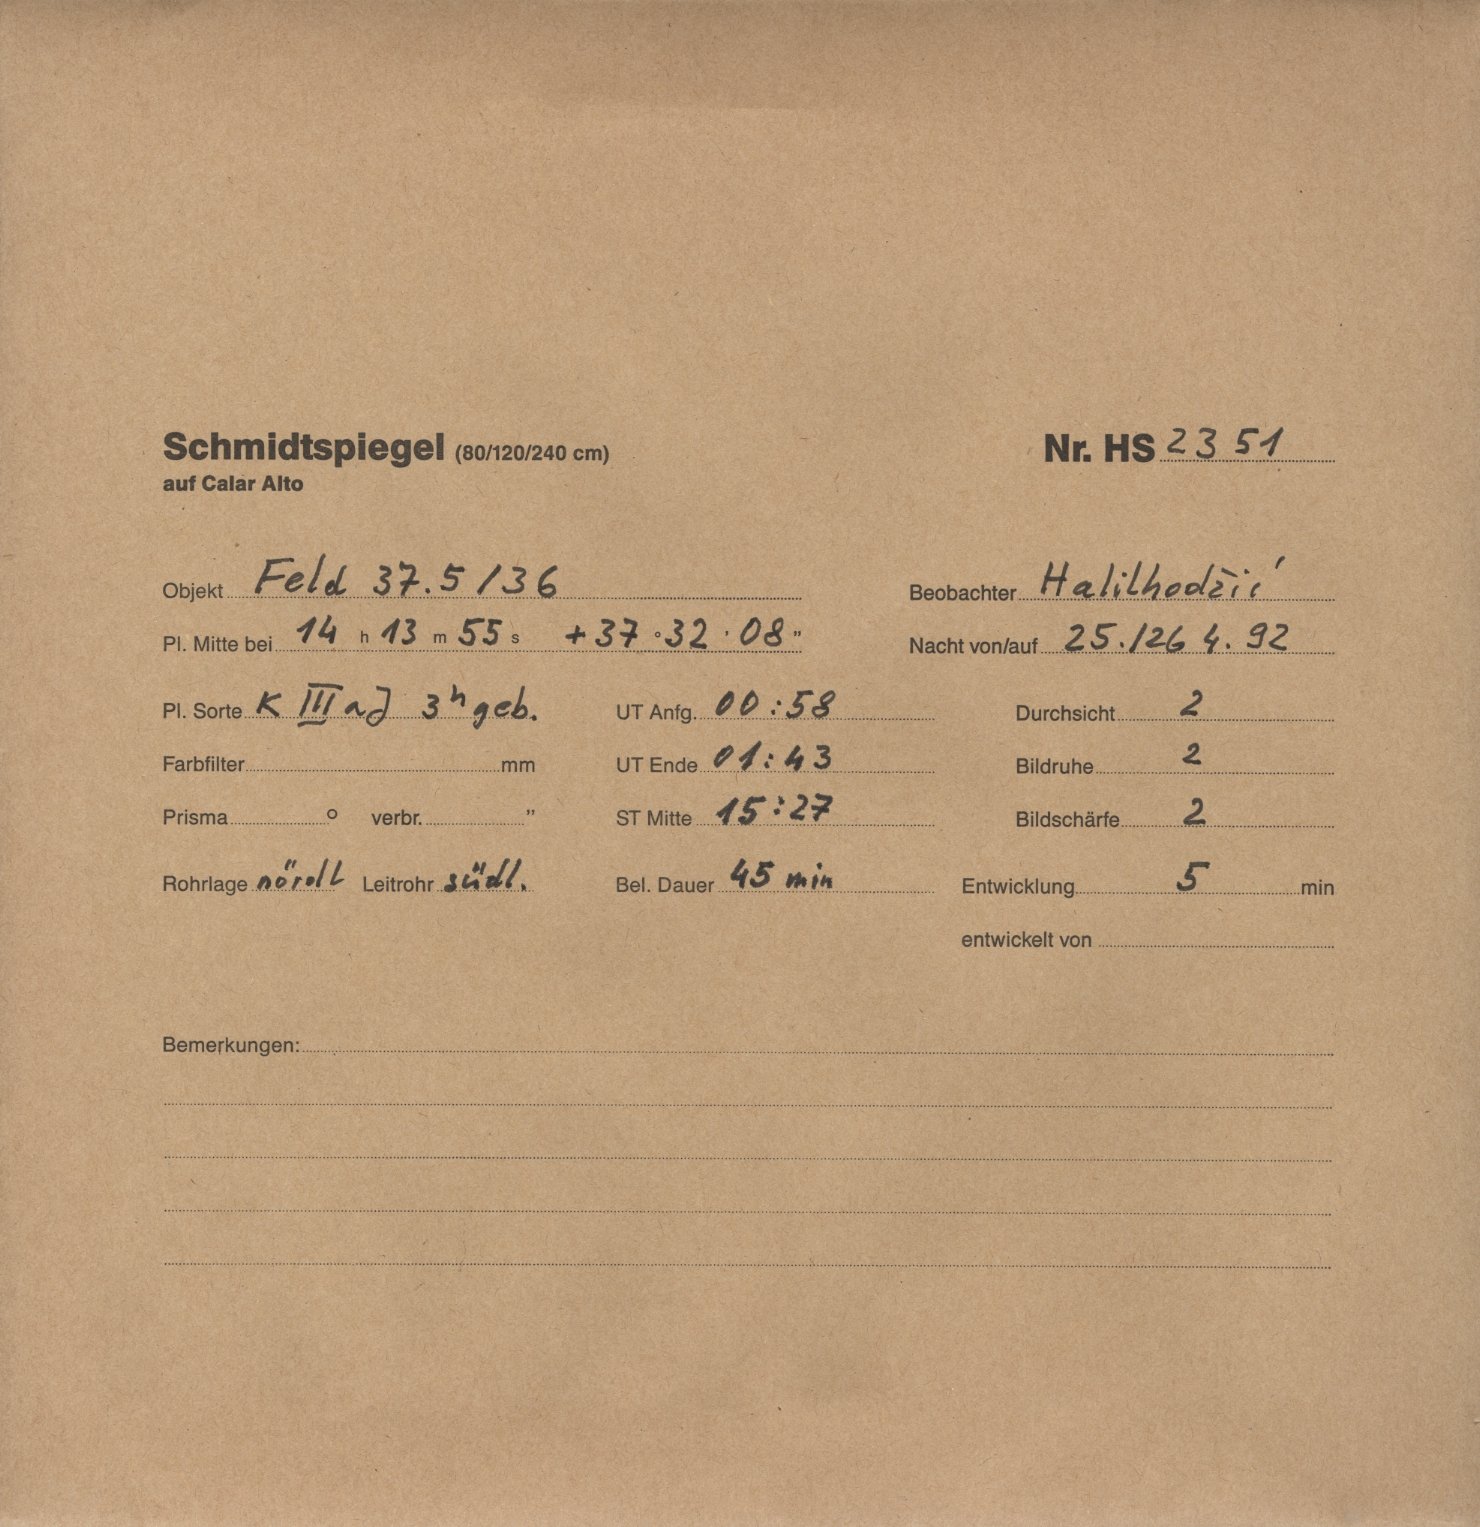 Schmidtspiegel (80/120/240 cm) Nr. HS 2351
auf Calar Alto
Objekt Feld 37.5/36 Beobachter Halilhodžić
Pl. Mitte bei 14 h 13 m 55 s +37 ° 32 ' 08 " Nacht von/auf 25./26 4. 92
Pl. Sorte K III aJ 3h geb. UT Anfg. 00:58 Durchsicht 2
Farbfilter mm UT Ende 01:43 Bildruhe 2
Prisma ° verbr. " ST Mitte 15:27 Bildschärfe 2
Rohrlage nördl Leitrohr südl. Bel. Dauer 45 min Entwicklung 5 min
entwickelt von
Bemerkungen: